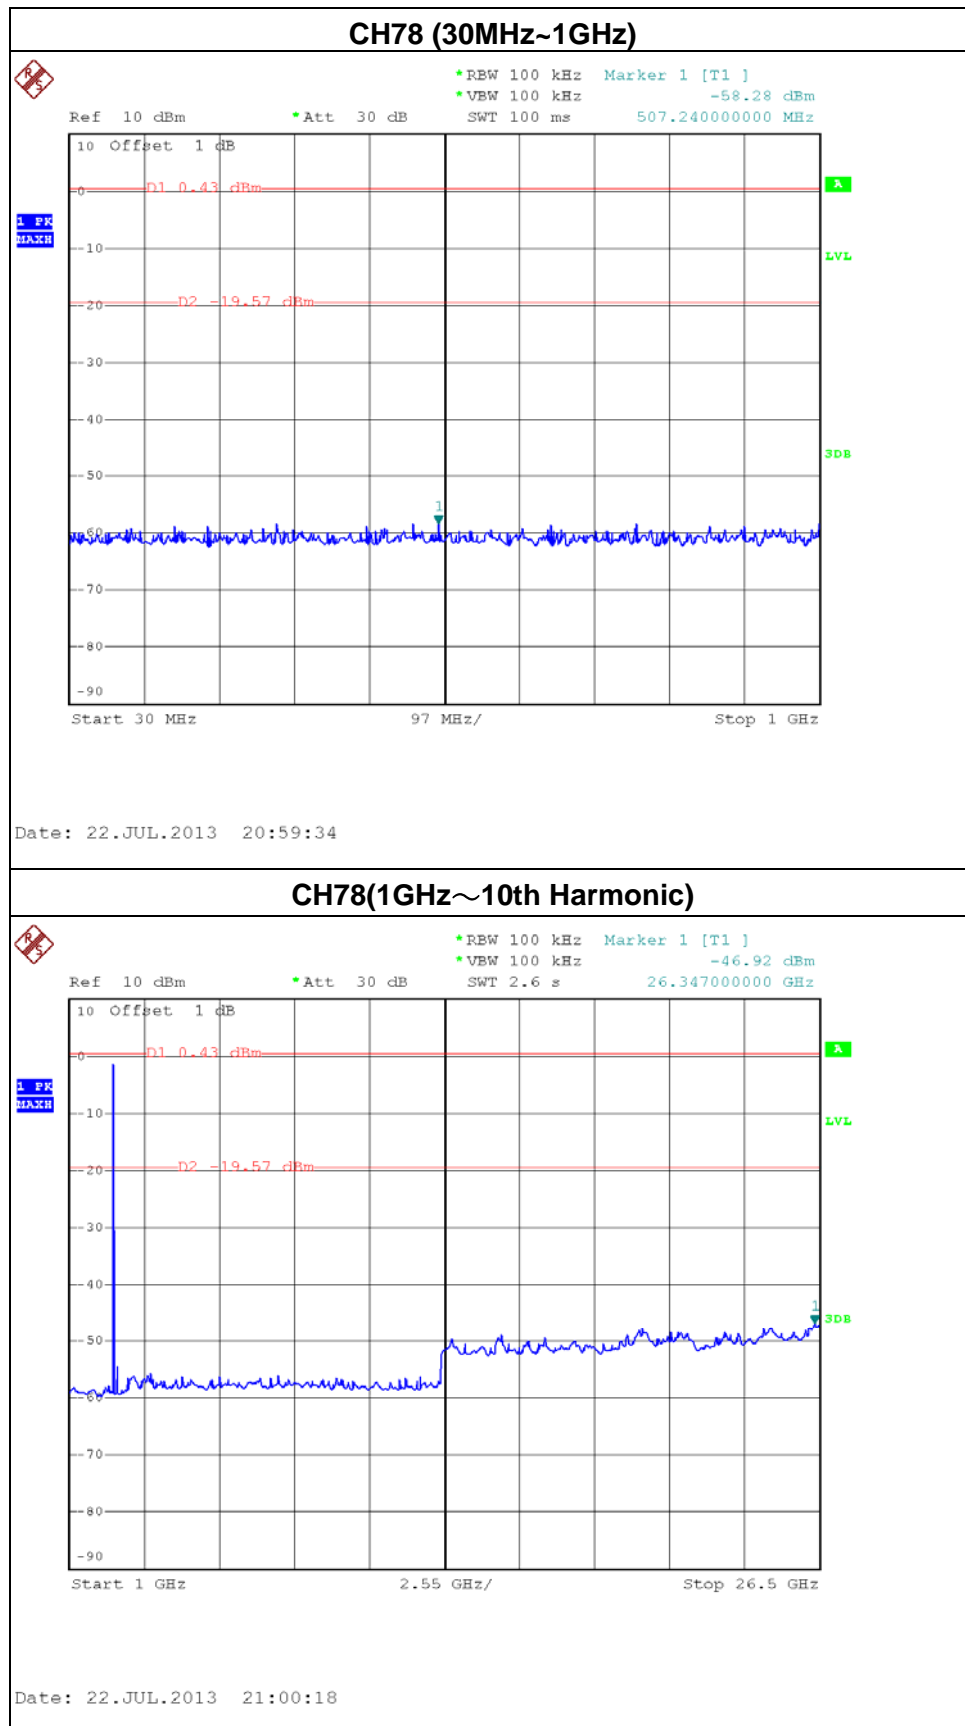 CH78 (30MHz~1GHz)
R S
*RBW 100 kHz Marker 1 [T1 ]
*VBW 100 kHz -58.28 dBm
Ref 10 dBm *Att 30 dB SWT 100 ms 507.240000000 MHz
10 Offset 1 dB
D1 0.43 dBm
0
A
1 PK
MAXH
-10
LVL
D2 -19.57 dBm
-20
-30
-40
3DB
-50
1
-60
-70
-80
-90
Start 30 MHz 97 MHz/ Stop 1 GHz
Date: 22.JUL.2013 20:59:34
CH78(1GHz～10th Harmonic)
R S
*RBW 100 kHz Marker 1 [T1 ]
*VBW 100 kHz -46.92 dBm
Ref 10 dBm *Att 30 dB SWT 2.6 s 26.347000000 GHz
10 Offset 1 dB
D1 0.43 dBm
0
A
1 PK
MAXH
-10
LVL
D2 -19.57 dBm
-20
-30
-40
1
3DB
-50
-60
-70
-80
-90
Start 1 GHz 2.55 GHz/ Stop 26.5 GHz
Date: 22.JUL.2013 21:00:18